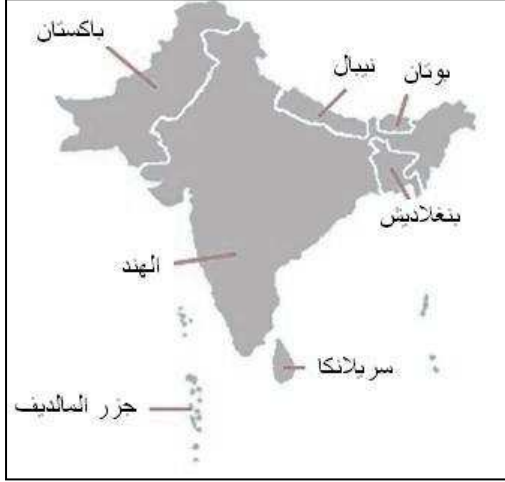 باكستان
نيبال
بوتان
بنغلاديش
الهند
سريلانكا
جزر المالديف